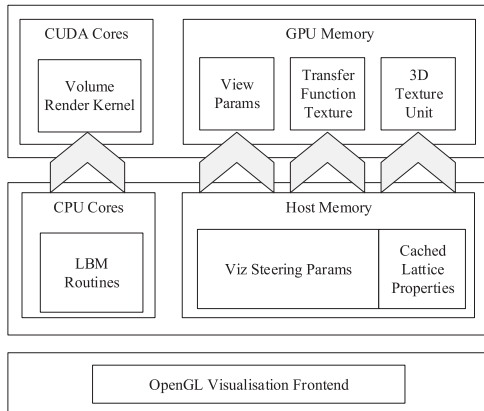 CUDA Cores
Volume
Render Kernel
GPU Memory
View
Params
Transfer
Function
Texture
3D
Texture
Unit
CPU Cores
LBM
Routines
Host Memory
Viz Steering Params
Cached
Lattice
Properties
OpenGL Visualisation Frontend